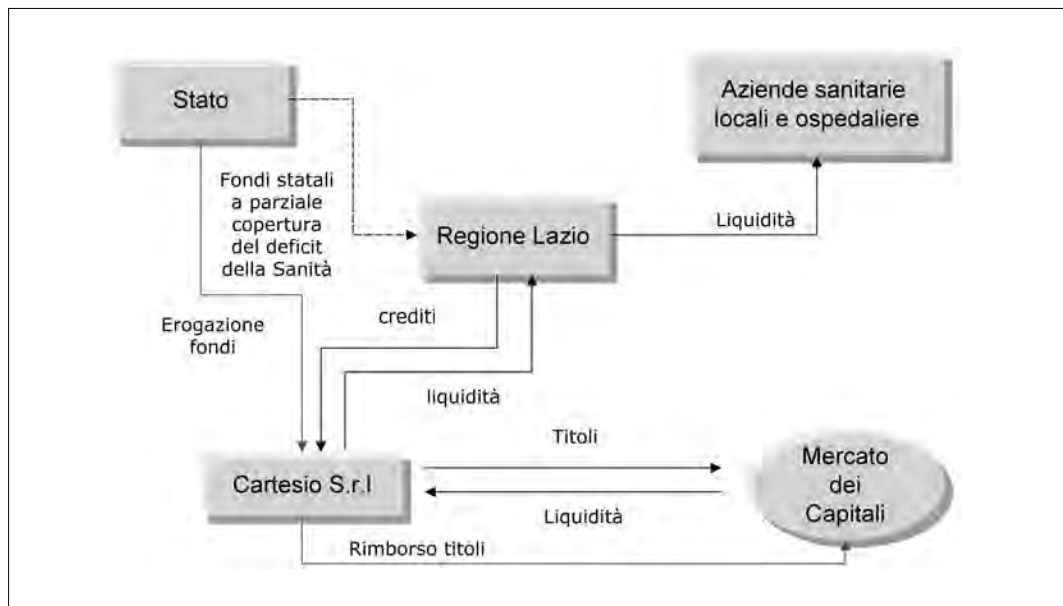 Stato
Aziende sanitarie
locali e ospedaliere
Fondi statali
a parziale
copertura
del deficit
della Sanità
Regione Lazio
Liquidità
Erogazione
fondi
crediti
liquidità
Cartesio S.r.l
Titoli
Liquidità
Mercato
dei
Capitali
Rimborso titoli